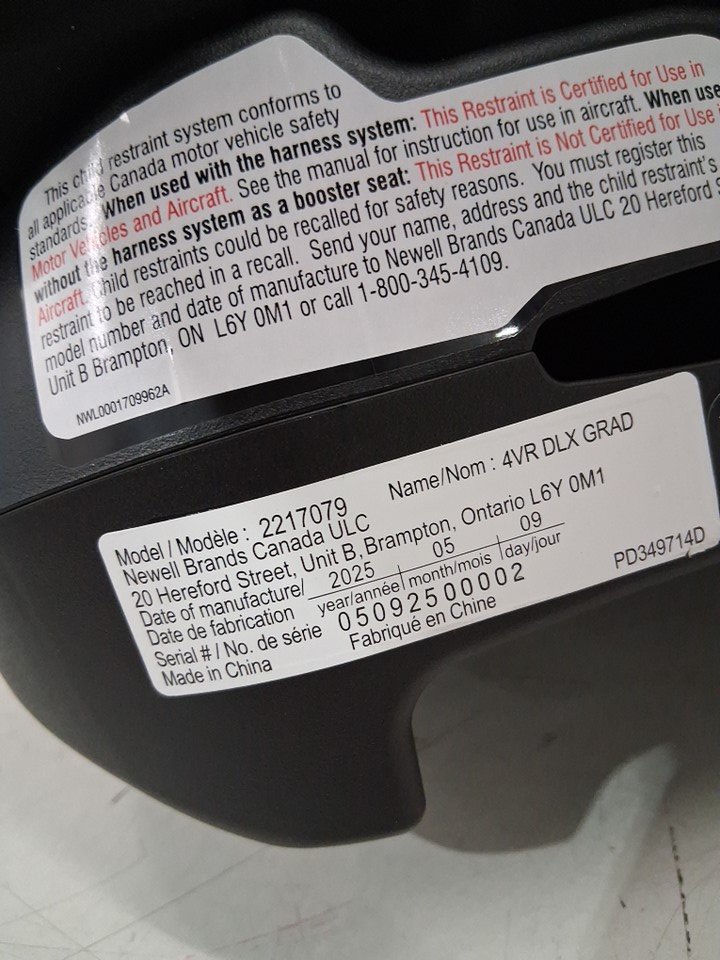 This child restraint system conforms to
all applicable Canada motor vehicle safety
standards. When used with the harness system: This Restraint is Certified for Use in
Motor Vehicles and Aircraft. See the manual for instruction for use in aircraft. When use
without the harness system as a booster seat: This Restraint is Not Certified for Use
Aircraft. Child restraints could be recalled for safety reasons. You must register this
restraint to be reached in a recall. Send your name, address and the child restraint's
model number and date of manufacture to Newell Brands Canada ULC 20 Hereford S
Unit B Brampton, ON L6Y 0M1 or call 1-800-345-4109.
NWL0001709962A
Model / Modèle : 2217079 Name/Nom : 4VR DLX GRAD
Newell Brands Canada ULC
20 Hereford Street, Unit B, Brampton, Ontario L6Y 0M1
Date of manufacture/ 2025 05 09
Date de fabrication year/année month/mois day/jour
Serial # / No. de série 05092500002
Made in China Fabriqué en Chine
PD349714D